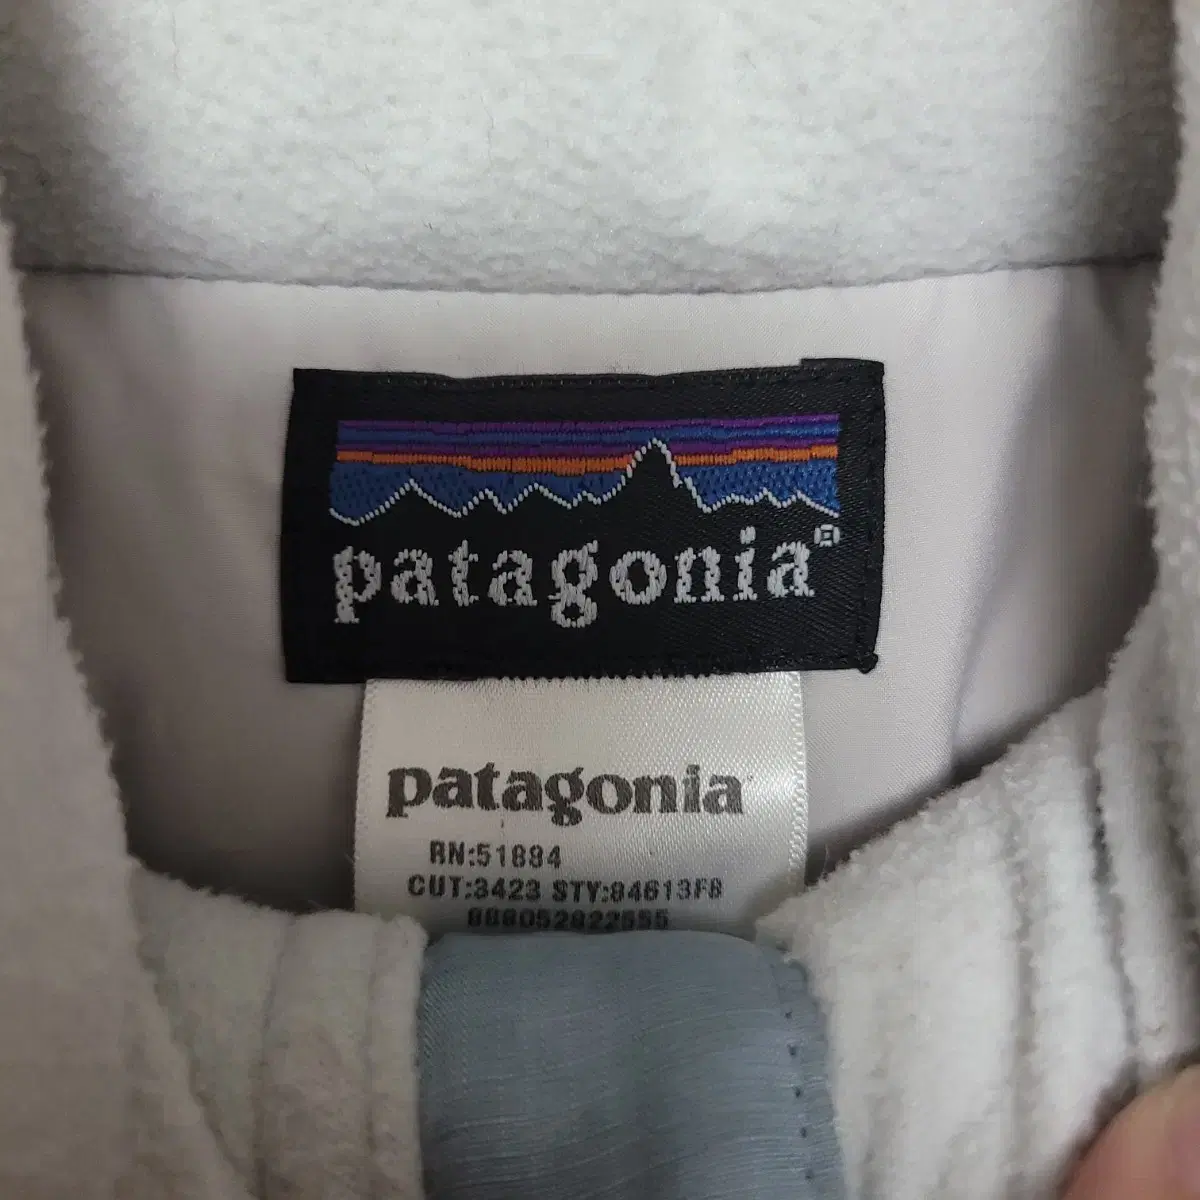 patagonia®
patagonia
RN:51884
CUT:3423 STY:84613F8